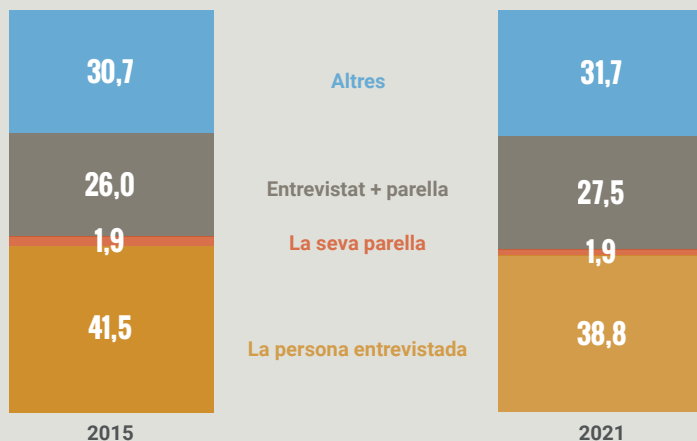 30,7
Altres
31,7
26,0
Entrevistat + parella
27,5
1,9
La seva parella
1,9
41,5
La persona entrevistada
38,8
2015
2021